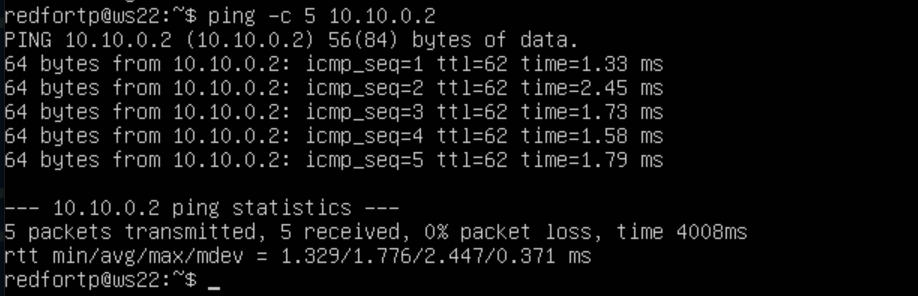 redfortp@ws22:~$ ping -c 5 10.10.0.2
PING 10.10.0.2 (10.10.0.2) 56(84) bytes of data.
64 bytes from 10.10.0.2: icmp_seq=1 ttl=62 time=1.33 ms
64 bytes from 10.10.0.2: icmp_seq=2 ttl=62 time=2.45 ms
64 bytes from 10.10.0.2: icmp_seq=3 ttl=62 time=1.73 ms
64 bytes from 10.10.0.2: icmp_seq=4 ttl=62 time=1.58 ms
64 bytes from 10.10.0.2: icmp_seq=5 ttl=62 time=1.79 ms
--- 10.10.0.2 ping statistics ---
5 packets transmitted, 5 received, 0% packet loss, time 4008ms
rtt min/avg/max/mdev = 1.329/1.776/2.447/0.371 ms
redfortp@ws22:~$ _